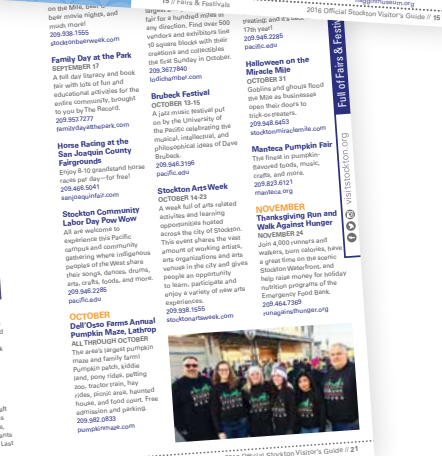 on the Mile, Beer
beer movie nights, and
much more!
209.938.1555
stocktonbeerweek.com
Family Day at the Park
SEPTEMBER 17
A full day literacy and book
fair with lots of fun and
educational activities for the
entire community, brought
to you by The Record.
209.957.7277
familydayatthepark.com
Horse Racing at the
San Joaquin County
Fairgrounds
Enjoy 8-10 grandstand horse
races per day—for free!
209.466.5041
sanjoaquinfair.com
Stockton Community
Labor Day Pow Wow
All are welcome to
experience this Pacific
campus and community
gathering where indigenous
peoples of the West share
their songs, dances, drums,
arts, crafts, foods, and more.
209.946.2285
pacific.edu
OCTOBER
Dell'Osso Farms Annual
Pumpkin Maze, Lathrop
ALL THROUGH OCTOBER
The area's largest pumpkin
maze and family farm!
Pumpkin patch, kiddie
land, pony rides, petting
zoo, tractor train, hay
rides, picnic area, haunted
house, and food court. Free
admission and parking.
209.982.0833
pumpkinmaze.com
15 // Fairs & Festivals
largest
fair for a hundred miles in
any direction. Find over 500
vendors and exhibitors line
10 square blocks with their
creations and collectibles
the first Sunday in October.
209.367.7840
lodichamber.com
Brubeck Festival
OCTOBER 13-15
A jazz music festival put
on by the University of
the Pacific celebrating the
musical, intellectual, and
philosophical ideas of Dave
Brubeck.
209.946.3196
pacific.edu
Stockton Arts Week
OCTOBER 14-23
A week full of arts related
activites and learning
opportunities hosted
across the city of Stockton.
This event shares the vast
amount of working artists,
arts organizations and arts
venues in the city and gives
people an opportunity
to learn, participate and
enjoy a variety of new arts
experiences.
209.938.1555
stocktonartsweek.com
treating; and it's
17th year!
209.946.2285
pacific.edu
Halloween on the
Miracle Mile
OCTOBER 31
Goblins and ghouls flood
the Mile as businesses
open their doors to
trick-or-treaters.
209.948.6453
stocktonmiraclemile.com
Manteca Pumpkin Fair
The finest in pumpkin-
flavored foods, music,
crafts, and more.
209.823.6121
manteca.org
NOVEMBER
Thanksgiving Run and
Walk Against Hunger
NOVEMBER 24
Join 4,000 runners and
walkers, burn calories, have
a great time on the scenic
Stockton Waterfront, and
help raise money for holiday
nutrition programs of the
Emergency Food Bank.
209.464.7369
runagainsthunger.org
museum.org
2016 Official Stockton Visitor's Guide // 15
Full of Fairs & Festiv
visitstockton.org
Official Stockton Visitor's Guide // 21
aft
s
ants
Last